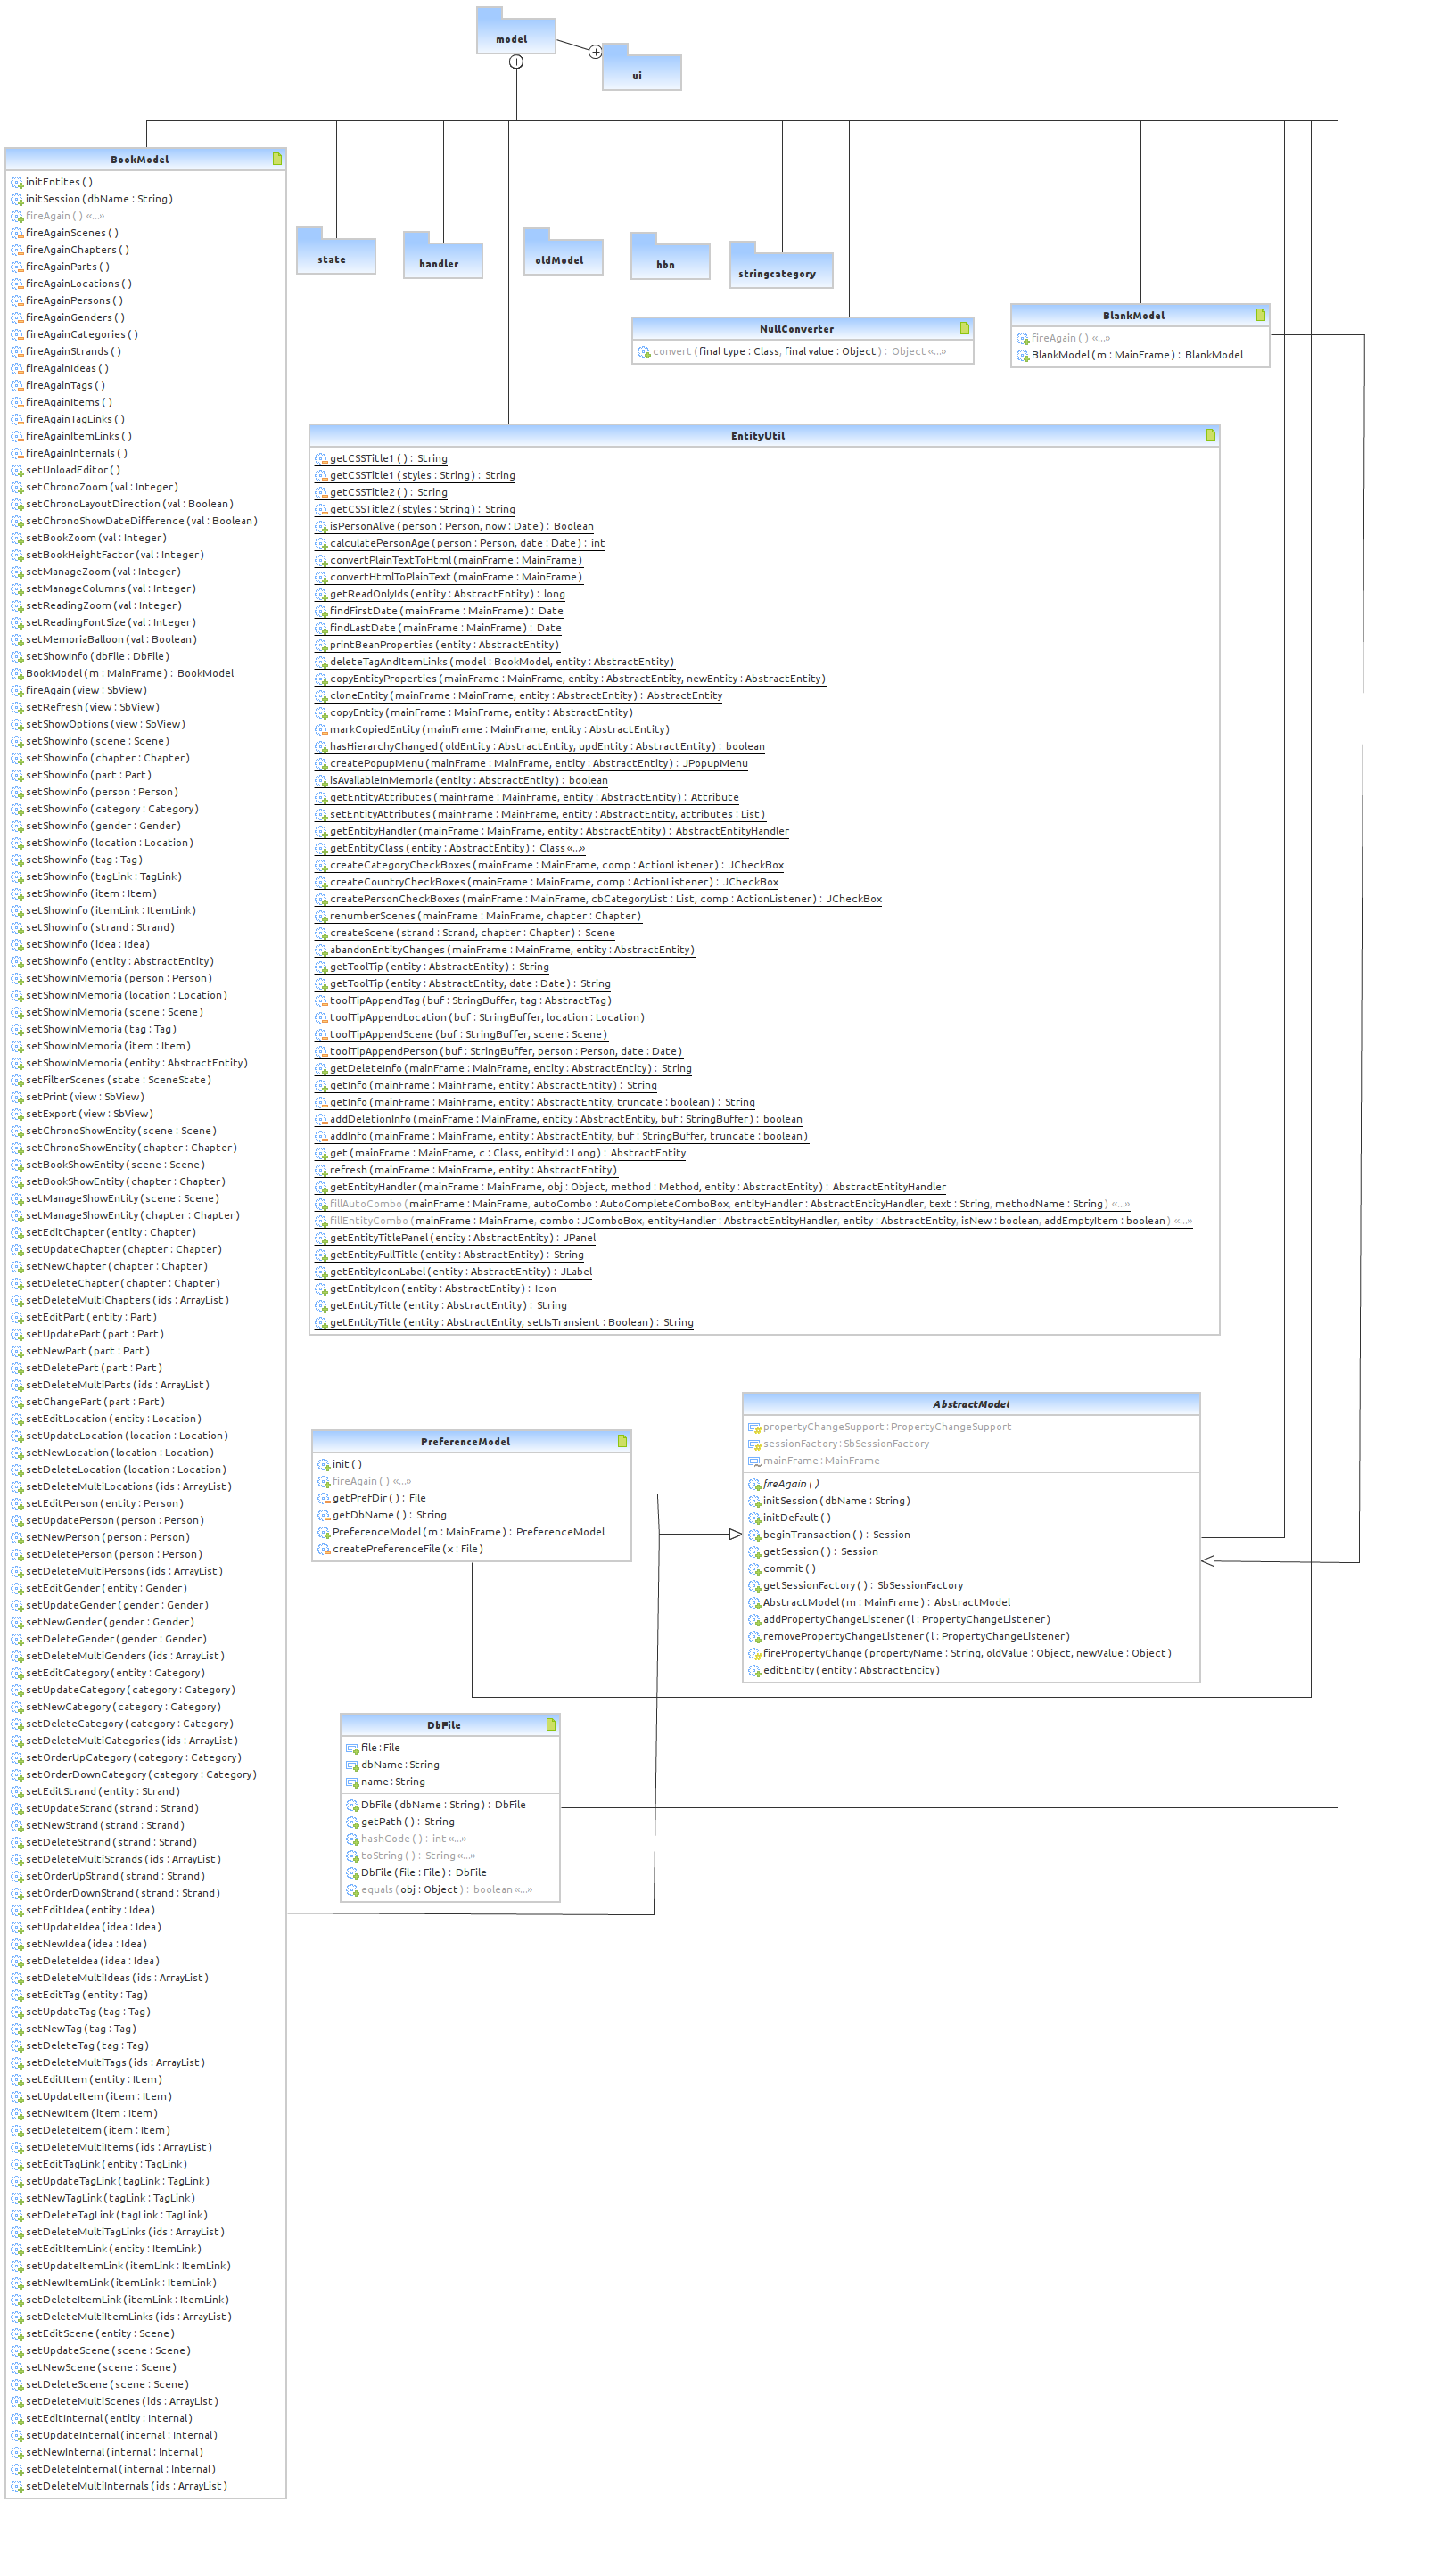 model
ui
BookModel
initEntites ( )
initSession (dbName : String)
fireAgain ( ) «...»
fireAgainScenes ( )
fireAgainChapters ( )
fireAgainParts ( )
fireAgainLocations ( )
fireAgainPersons ( )
fireAgainGenders ( )
fireAgainCategories ( )
fireAgainStrands ( )
fireAgainIdeas ( )
fireAgainTags ( )
fireAgainItems ( )
fireAgainTagLinks ( )
fireAgainItemLinks ( )
fireAgainInternals ( )
setUnloadEditor ( )
setChronoZoom (val : Integer)
setChronoLayoutDirection (val : Boolean)
setChronoShowDateDifference (val : Boolean)
setBookZoom (val : Integer)
setBookHeightFactor (val : Integer)
setManageZoom (val : Integer)
setManageColumns (val : Integer)
setReadingZoom (val : Integer)
setReadingFontSize (val : Integer)
setMemoriaBalloon (val : Boolean)
setShowInfo (dbFile : DbFile)
BookModel (m : MainFrame) : BookModel
fireAgain (view : SbView)
setRefresh (view : SbView)
setShowOptions (view : SbView)
setShowInfo (scene : Scene)
setShowInfo (chapter : Chapter)
setShowInfo (part : Part)
setShowInfo (person : Person)
setShowInfo (category : Category)
setShowInfo (gender : Gender)
setShowInfo (location : Location)
setShowInfo (tag : Tag)
setShowInfo (tagLink : TagLink)
setShowInfo (item : Item)
setShowInfo (itemLink : ItemLink)
setShowInfo (strand : Strand)
setShowInfo (idea : Idea)
setShowInfo (entity : AbstractEntity)
setShowInMemoria (person : Person)
setShowInMemoria (location : Location)
setShowInMemoria (scene : Scene)
setShowInMemoria (tag : Tag)
setShowInMemoria (item : Item)
setShowInMemoria (entity : AbstractEntity)
setFilterScenes (state : SceneState)
setPrint (view : SbView)
setExport (view : SbView)
setChronoShowEntity (scene : Scene)
setChronoShowEntity (chapter : Chapter)
setBookShowEntity (scene : Scene)
setBookShowEntity (chapter : Chapter)
setManageShowEntity (scene : Scene)
setManageShowEntity (chapter : Chapter)
setEditChapter (entity : Chapter)
setUpdateChapter (chapter : Chapter)
setNewChapter (chapter : Chapter)
setDeleteChapter (chapter : Chapter)
setDeleteMultiChapters (ids : ArrayList)
setEditPart (entity : Part)
setUpdatePart (part : Part)
setNewPart (part : Part)
setDeletePart (part : Part)
setDeleteMultiParts (ids : ArrayList)
setChangePart (part : Part)
setEditLocation (entity : Location)
setUpdateLocation (location : Location)
setNewLocation (location : Location)
setDeleteLocation (location : Location)
setDeleteMultiLocations (ids : ArrayList)
setEditPerson (entity : Person)
setUpdatePerson (person : Person)
setNewPerson (person : Person)
setDeletePerson (person : Person)
setDeleteMultiPersons (ids : ArrayList)
setEditGender (entity : Gender)
setUpdateGender (gender : Gender)
setNewGender (gender : Gender)
setDeleteGender (gender : Gender)
setDeleteMultiGenders (ids : ArrayList)
setEditCategory (entity : Category)
setUpdateCategory (category : Category)
setNewCategory (category : Category)
setDeleteCategory (category : Category)
setDeleteMultiCategories (ids : ArrayList)
setOrderUpCategory (category : Category)
setOrderDownCategory (category : Category)
setEditStrand (entity : Strand)
setUpdateStrand (strand : Strand)
setNewStrand (strand : Strand)
setDeleteStrand (strand : Strand)
setDeleteMultiStrands (ids : ArrayList)
setOrderUpStrand (strand : Strand)
setOrderDownStrand (strand : Strand)
setEditIdea (entity : Idea)
setUpdateIdea (idea : Idea)
setNewIdea (idea : Idea)
setDeleteIdea (idea : Idea)
setDeleteMultiIdeas (ids : ArrayList)
setEditTag (entity : Tag)
setUpdateTag (tag : Tag)
setNewTag (tag : Tag)
setDeleteTag (tag : Tag)
setDeleteMultiTags (ids : ArrayList)
setEditItem (entity : Item)
setUpdateItem (item : Item)
setNewItem (item : Item)
setDeleteItem (item : Item)
setDeleteMultiItems (ids : ArrayList)
setEditTagLink (entity : TagLink)
setUpdateTagLink (tagLink : TagLink)
setNewTagLink (tagLink : TagLink)
setDeleteTagLink (tagLink : TagLink)
setDeleteMultiTagLinks (ids : ArrayList)
setEditItemLink (entity : ItemLink)
setUpdateItemLink (itemLink : ItemLink)
setNewItemLink (itemLink : ItemLink)
setDeleteItemLink (itemLink : ItemLink)
setDeleteMultiItemLinks (ids : ArrayList)
setEditScene (entity : Scene)
setUpdateScene (scene : Scene)
setNewScene (scene : Scene)
setDeleteScene (scene : Scene)
setDeleteMultiScenes (ids : ArrayList)
setEditInternal (entity : Internal)
setUpdateInternal (internal : Internal)
setNewInternal (internal : Internal)
setDeleteInternal (internal : Internal)
setDeleteMultiInternals (ids : ArrayList)
state
handler
oldModel
hbn
stringcategory
NullConverter
convert (final type : Class, final value : Object ) : Object «...»
BlankModel
fireAgain ( ) «...»
BlankModel (m : MainFrame) : BlankModel
EntityUtil
getCSSTitle1 ( ) : String
getCSSTitle1 (styles : String) : String
getCSSTitle2 ( ) : String
getCSSTitle2 (styles : String) : String
isPersonAlive (person : Person, now : Date) : Boolean
calculatePersonAge (person : Person, date : Date) : int
convertPlainTextToHtml (mainFrame : MainFrame)
convertHtmlToPlainText (mainFrame : MainFrame)
getReadOnlyIds (entity : AbstractEntity) : long
findFirstDate (mainFrame : MainFrame) : Date
findLastDate (mainFrame : MainFrame) : Date
printBeanProperties (entity : AbstractEntity)
deleteTagAndItemLinks (model : BookModel, entity : AbstractEntity)
copyEntityProperties (mainFrame : MainFrame, entity : AbstractEntity, newEntity : AbstractEntity)
cloneEntity (mainFrame : MainFrame, entity : AbstractEntity) : AbstractEntity
copyEntity (mainFrame : MainFrame, entity : AbstractEntity)
markCopiedEntity (mainFrame : MainFrame, entity : AbstractEntity)
hasHierarchyChanged (oldEntity : AbstractEntity, updEntity : AbstractEntity) : boolean
createPopupMenu (mainFrame : MainFrame, entity : AbstractEntity) : JPopupMenu
isAvailableInMemoria (entity : AbstractEntity) : boolean
getEntityAttributes (mainFrame : MainFrame, entity : AbstractEntity) : Attribute
setEntityAttributes (mainFrame : MainFrame, entity : AbstractEntity, attributes : List)
getEntityHandler (mainFrame : MainFrame, entity : AbstractEntity) : AbstractEntityHandler
getEntityClass (entity : AbstractEntity) : Class«...»
createCategoryCheckBoxes (mainFrame : MainFrame, comp : ActionListener) : JCheckBox
createCountryCheckBoxes (mainFrame : MainFrame, comp : ActionListener) : JCheckBox
createPersonCheckBoxes (mainFrame : MainFrame, cbCategoryList : List, comp : ActionListener) : JCheckBox
renumberScenes (mainFrame : MainFrame, chapter : Chapter)
createScene (strand : Strand, chapter : Chapter) : Scene
abandonEntityChanges (mainFrame : MainFrame, entity : AbstractEntity)
getToolTip (entity : AbstractEntity) : String
getToolTip (entity : AbstractEntity, date : Date) : String
toolTipAppendTag (buf : StringBuffer, tag : AbstractTag)
toolTipAppendLocation (buf : StringBuffer, location : Location)
toolTipAppendScene (buf : StringBuffer, scene : Scene)
toolTipAppendPerson (buf : StringBuffer, person : Person, date : Date)
getDeleteInfo (mainFrame : MainFrame, entity : AbstractEntity) : String
getInfo (mainFrame : MainFrame, entity : AbstractEntity) : String
getInfo (mainFrame : MainFrame, entity : AbstractEntity, truncate : boolean) : String
addDeletionInfo (mainFrame : MainFrame, entity : AbstractEntity, buf : StringBuffer) : boolean
addInfo (mainFrame : MainFrame, entity : AbstractEntity, buf : StringBuffer, truncate : boolean)
get (mainFrame : MainFrame, c : Class, entityId : Long) : AbstractEntity
refresh (mainFrame : MainFrame, entity : AbstractEntity)
getEntityHandler (mainFrame : MainFrame, obj : Object, method : Method, entity : AbstractEntity) : AbstractEntityHandler
fillAutoCombo (mainFrame : MainFrame, autoCombo : AutoCompleteComboBox, entityHandler : AbstractEntityHandler, text : String, methodName : String) «...»
fillEntityCombo (mainFrame : MainFrame, combo : JComboBox, entityHandler : AbstractEntityHandler, entity : AbstractEntity, isNew : boolean, addEmptyItem : boolean) «...»
getEntityTitlePanel (entity : AbstractEntity) : JPanel
getEntityFullTitle (entity : AbstractEntity) : String
getEntityIconLabel (entity : AbstractEntity) : JLabel
getEntityIcon (entity : AbstractEntity) : Icon
getEntityTitle (entity : AbstractEntity) : String
getEntityTitle (entity : AbstractEntity, setIsTransient : Boolean) : String
PreferenceModel
init ( )
fireAgain ( ) «...»
getPrefDir ( ) : File
getDbName ( ) : String
PreferenceModel (m : MainFrame) : PreferenceModel
createPreferenceFile (x : File)
AbstractModel
propertyChangeSupport : PropertyChangeSupport
sessionFactory : SbSessionFactory
mainFrame : MainFrame
fireAgain ( )
initSession (dbName : String)
initDefault ( )
beginTransaction ( ) : Session
getSession ( ) : Session
commit ( )
getSessionFactory ( ) : SbSessionFactory
AbstractModel (m : MainFrame) : AbstractModel
addPropertyChangeListener (l : PropertyChangeListener)
removePropertyChangeListener (l : PropertyChangeListener)
firePropertyChange (propertyName : String, oldValue : Object, newValue : Object)
editEntity (entity : AbstractEntity)
DbFile
file : File
dbName : String
name : String
DbFile (dbName : String) : DbFile
getPath ( ) : String
hashCode ( ) : int «...»
toString ( ) : String «...»
DbFile (file : File) : DbFile
equals (obj : Object) : boolean «...»